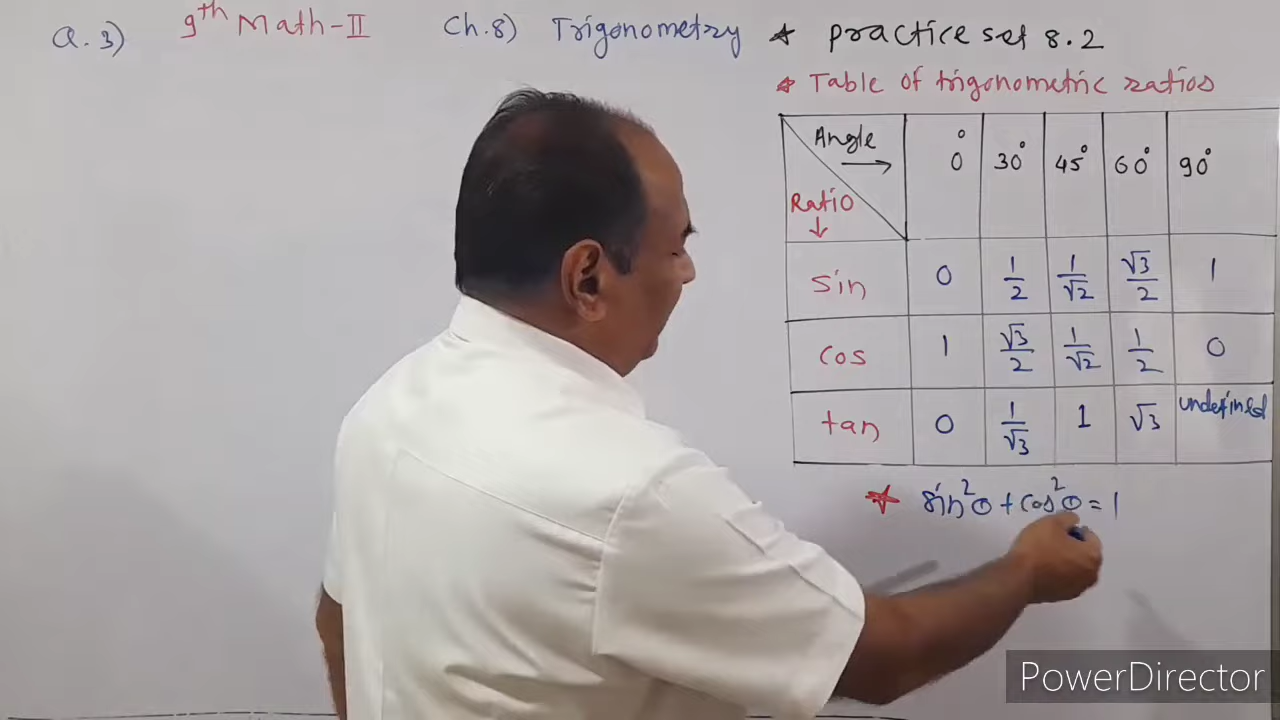 Q.3) 9th Math-II Ch.8) Trigonometry * practice set 8.2
* Table of trigonometric ratios
Angle → 0° 30° 45° 60° 90°
Ratio ↓
sin 0 1/2 1/√2 √3/2 1
cos 1 √3/2 1/√2 1/2 0
tan 0 1/√3 1 √3 undefined
* sin²θ + cos²θ = 1
PowerDirector